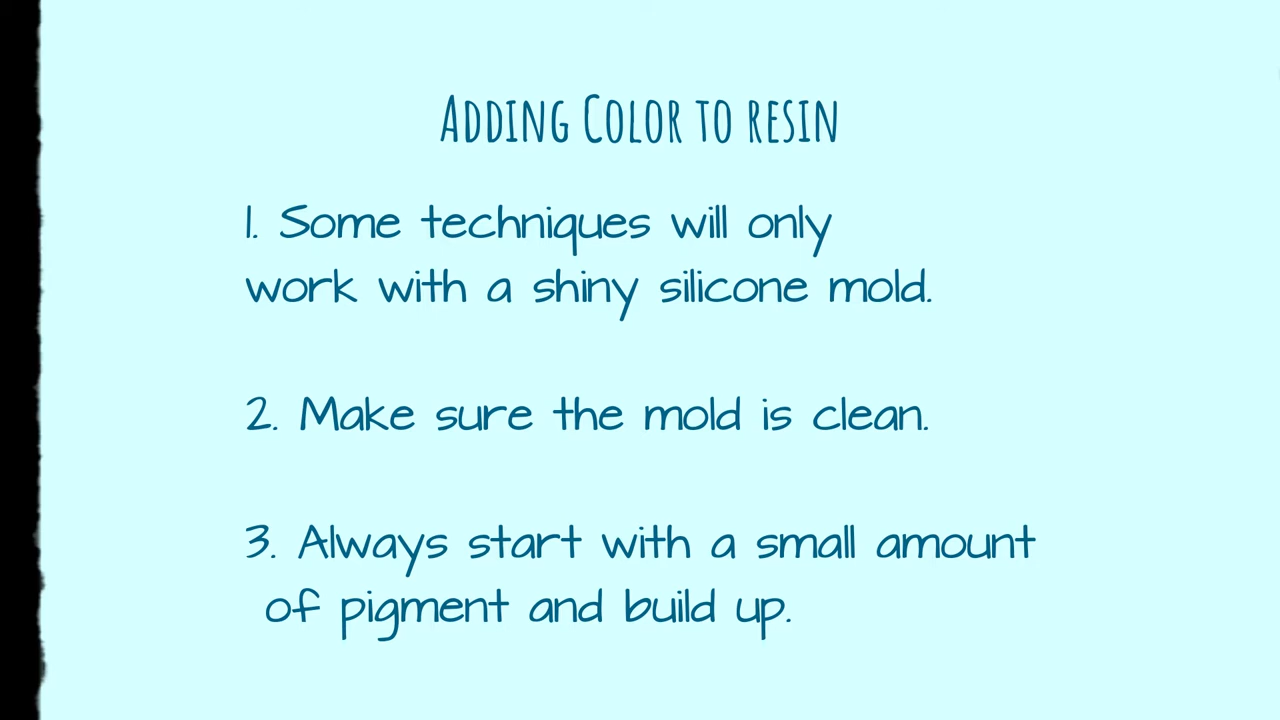 Adding Color to resin
1. Some techniques will only
work with a shiny silicone mold.
2. Make sure the mold is clean.
3. Always start with a small amount
of pigment and build up.